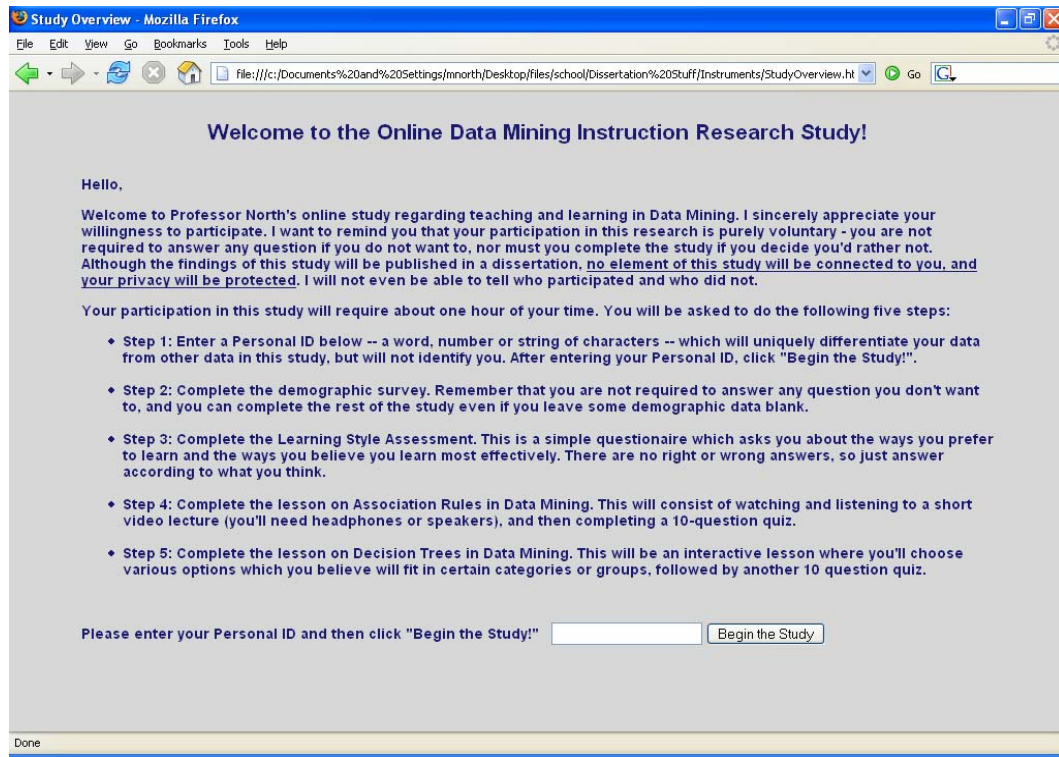 Study Overview - Mozilla Firefox
File Edit View Go Bookmarks Tools Help
file:///c:/Documents%20and%20Settings/mnorth/Desktop/files/school/Dissertation%20Stuff/Instruments/StudyOverview.ht Go G
Welcome to the Online Data Mining Instruction Research Study!
Hello,
Welcome to Professor North's online study regarding teaching and learning in Data Mining. I sincerely appreciate your
willingness to participate. I want to remind you that your participation in this research is purely voluntary - you are not
required to answer any question if you do not want to, nor must you complete the study if you decide you'd rather not.
Although the findings of this study will be published in a dissertation, no element of this study will be connected to you, and
your privacy will be protected. I will not even be able to tell who participated and who did not.
Your participation in this study will require about one hour of your time. You will be asked to do the following five steps:
• Step 1: Enter a Personal ID below -- a word, number or string of characters -- which will uniquely differentiate your data
from other data in this study, but will not identify you. After entering your Personal ID, click "Begin the Study!".
• Step 2: Complete the demographic survey. Remember that you are not required to answer any question you don't want
to, and you can complete the rest of the study even if you leave some demographic data blank.
• Step 3: Complete the Learning Style Assessment. This is a simple questionaire which asks you about the ways you prefer
to learn and the ways you believe you learn most effectively. There are no right or wrong answers, so just answer
according to what you think.
• Step 4: Complete the lesson on Association Rules in Data Mining. This will consist of watching and listening to a short
video lecture (you'll need headphones or speakers), and then completing a 10-question quiz.
• Step 5: Complete the lesson on Decision Trees in Data Mining. This will be an interactive lesson where you'll choose
various options which you believe will fit in certain categories or groups, followed by another 10 question quiz.
Please enter your Personal ID and then click "Begin the Study!" Begin the Study
Done